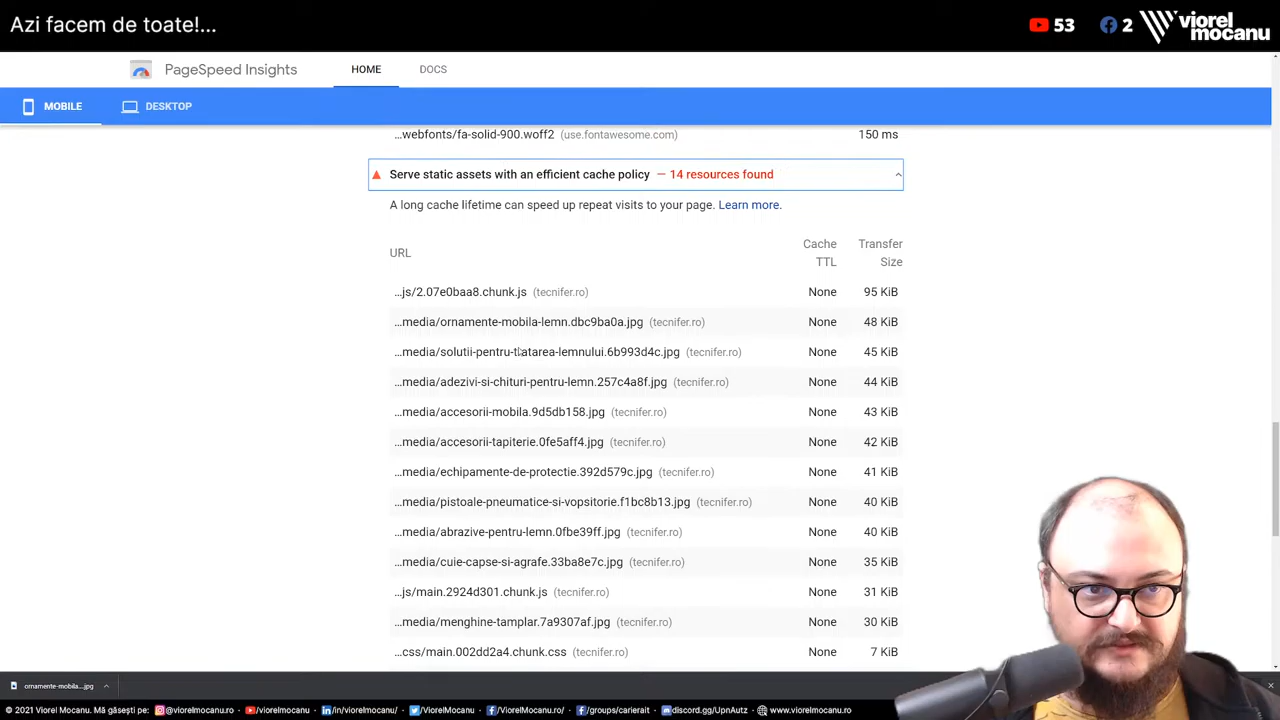 Azi facem de toate!...
53
2
viorel
mocanu
PageSpeed Insights
HOME
DOCS
MOBILE
DESKTOP
...webfonts/fa-solid-900.woff2 (use.fontawesome.com) 150 ms
Serve static assets with an efficient cache policy — 14 resources found
A long cache lifetime can speed up repeat visits to your page. Learn more.
URL
Cache TTL
Transfer Size
...js/2.07e0baa8.chunk.js (tecnifer.ro) None 95 KiB
...media/ornamente-mobila-lemn.dbc9ba0a.jpg (tecnifer.ro) None 48 KiB
...media/solutii-pentru-tratarea-lemnului.6b993d4c.jpg (tecnifer.ro) None 45 KiB
...media/adezivi-si-chituri-pentru-lemn.257c4a8f.jpg (tecnifer.ro) None 44 KiB
...media/accesorii-mobila.9d5db158.jpg (tecnifer.ro) None 43 KiB
...media/accesorii-tapiterie.0fe5aff4.jpg (tecnifer.ro) None 42 KiB
...media/echipamente-de-protectie.392d579c.jpg (tecnifer.ro) None 41 KiB
...media/pistoale-pneumatice-si-vopsitorie.f1bc8b13.jpg (tecnifer.ro) None 40 KiB
...media/abrazive-pentru-lemn.0fbe39ff.jpg (tecnifer.ro) None 40 KiB
...media/cuie-capse-si-agrafe.33ba8e7c.jpg (tecnifer.ro) None 35 KiB
...js/main.2924d301.chunk.js (tecnifer.ro) None 31 KiB
...media/menghine-tamplar.7a9307af.jpg (tecnifer.ro) None 30 KiB
...css/main.002dd2a4.chunk.css (tecnifer.ro) None 7 KiB
ornamente-mobila....jpg
© 2021 Viorel Mocanu. Mă găsești pe: @viorelmocanu /viorelmocanu /in/viorelmocanu/ /ViorelMocanu /ViorelMocanu.ro/ /groups/carierait/ discord.gg/UpnAutz www.viorelmocanu.ro